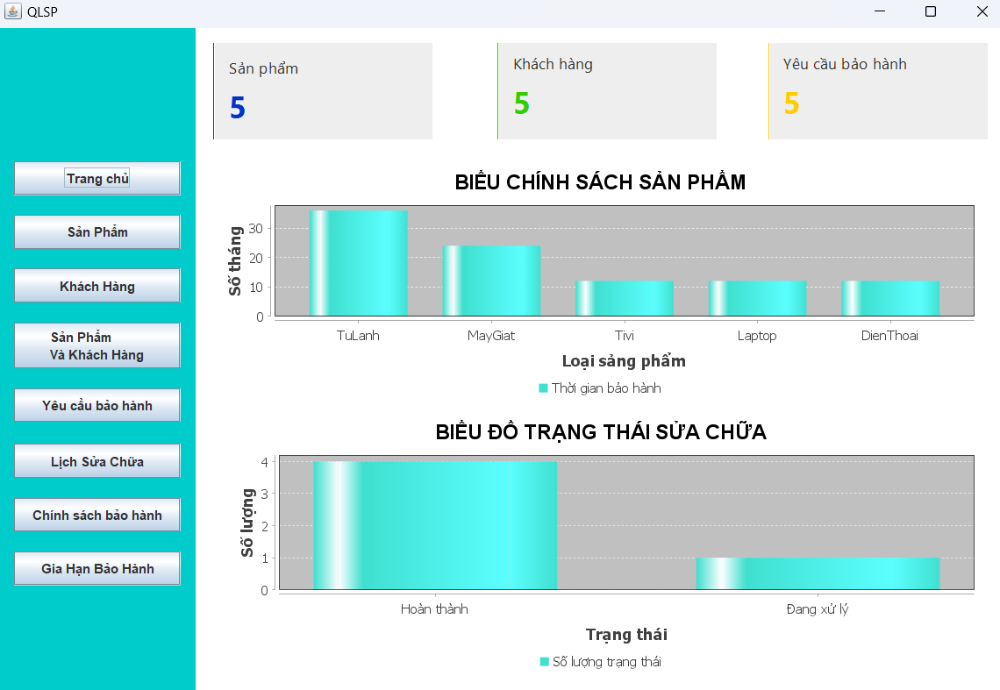 QLSP
Trang chủ
Sản Phẩm
Khách Hàng
Sản Phẩm
Và Khách Hàng
Yêu cầu bảo hành
Lịch Sửa Chữa
Chính sách bảo hành
Gia Hạn Bảo Hành
Sản phẩm
5
Khách hàng
5
Yêu cầu bảo hành
5
BIỂU CHÍNH SÁCH SẢN PHẨM
Số tháng
30
20
10
0
TuLanh
MayGiat
Tivi
Laptop
DienThoai
Loại sảng phẩm
Thời gian bảo hành
BIỂU ĐỒ TRẠNG THÁI SỬA CHỮA
Số lượng
4
3
2
1
0
Hoàn thành
Đang xử lý
Trạng thái
Số lượng trạng thái